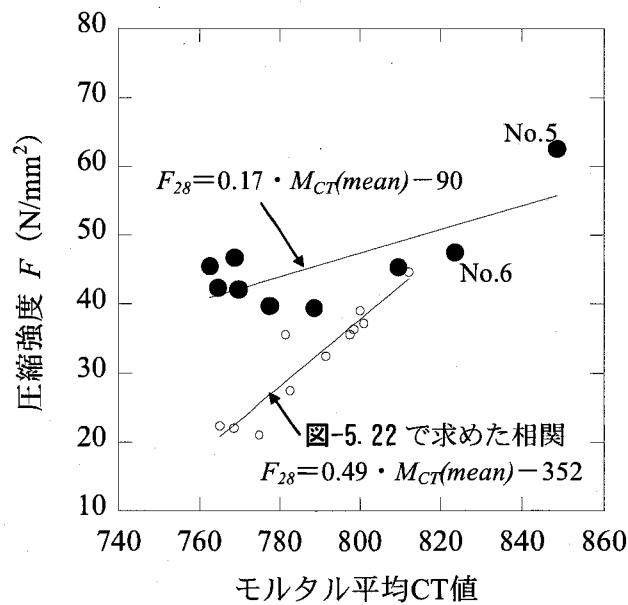 80
70
60
50
40
30
20
10
圧縮強度 F (N/mm²)
No.5
F₂₈=0.17・M_CT(mean)−90
No.6
図-5.22で求めた相関
F₂₈=0.49・M_CT(mean)−352
740 760 780 800 820 840 860
モルタル平均CT値